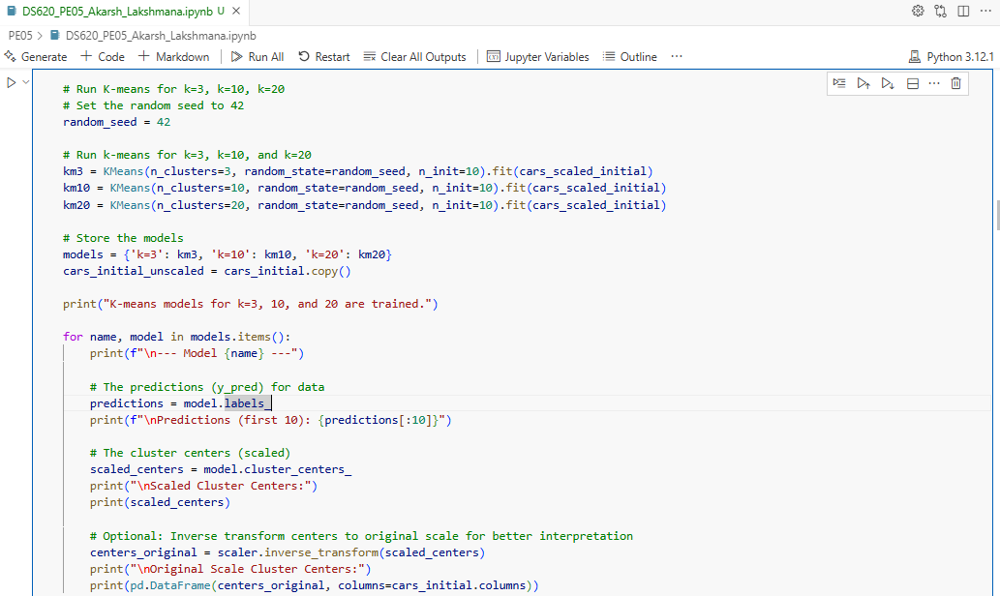 DS620_PE05_Akarsh_Lakshmana.ipynb U
PE05 > DS620_PE05_Akarsh_Lakshmana.ipynb
Generate + Code + Markdown Run All Restart Clear All Outputs Jupyter Variables Outline ... Python 3.12.1
# Run K-means for k=3, k=10, k=20
# Set the random seed to 42
random_seed = 42
# Run k-means for k=3, k=10, and k=20
km3 = KMeans(n_clusters=3, random_state=random_seed, n_init=10).fit(cars_scaled_initial)
km10 = KMeans(n_clusters=10, random_state=random_seed, n_init=10).fit(cars_scaled_initial)
km20 = KMeans(n_clusters=20, random_state=random_seed, n_init=10).fit(cars_scaled_initial)
# Store the models
models = {'k=3': km3, 'k=10': km10, 'k=20': km20}
cars_initial_unscaled = cars_initial.copy()
print("K-means models for k=3, 10, and 20 are trained.")
for name, model in models.items():
    print(f"\n--- Model {name} ---")
    # The predictions (y_pred) for data
    predictions = model.labels_
    print(f"\nPredictions (first 10): {predictions[:10]}")
    # The cluster centers (scaled)
    scaled_centers = model.cluster_centers_
    print("\nScaled Cluster Centers:")
    print(scaled_centers)
    # Optional: Inverse transform centers to original scale for better interpretation
    centers_original = scaler.inverse_transform(scaled_centers)
    print("\nOriginal Scale Cluster Centers:")
    print(pd.DataFrame(centers_original, columns=cars_initial.columns))